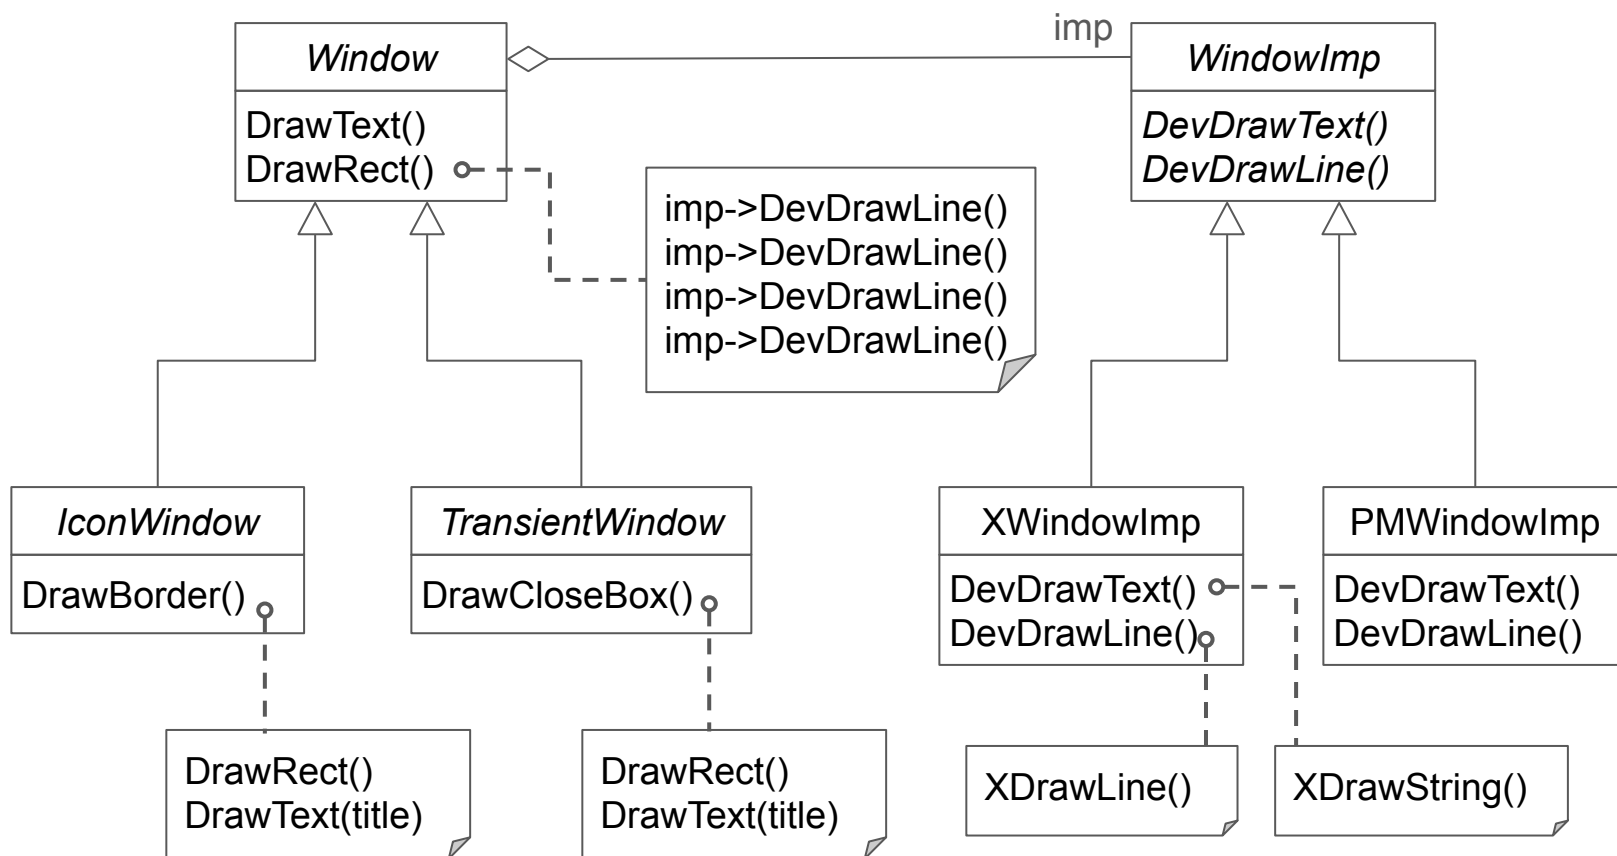 imp
Window
DrawText()
DrawRect()
WindowImp
DevDrawText()
DevDrawLine()
imp->DevDrawLine()
imp->DevDrawLine()
imp->DevDrawLine()
imp->DevDrawLine()
IconWindow
DrawBorder()
TransientWindow
DrawCloseBox()
XWindowImp
DevDrawText()
DevDrawLine()
PMWindowImp
DevDrawText()
DevDrawLine()
DrawRect()
DrawText(title)
DrawRect()
DrawText(title)
XDrawLine()
XDrawString()